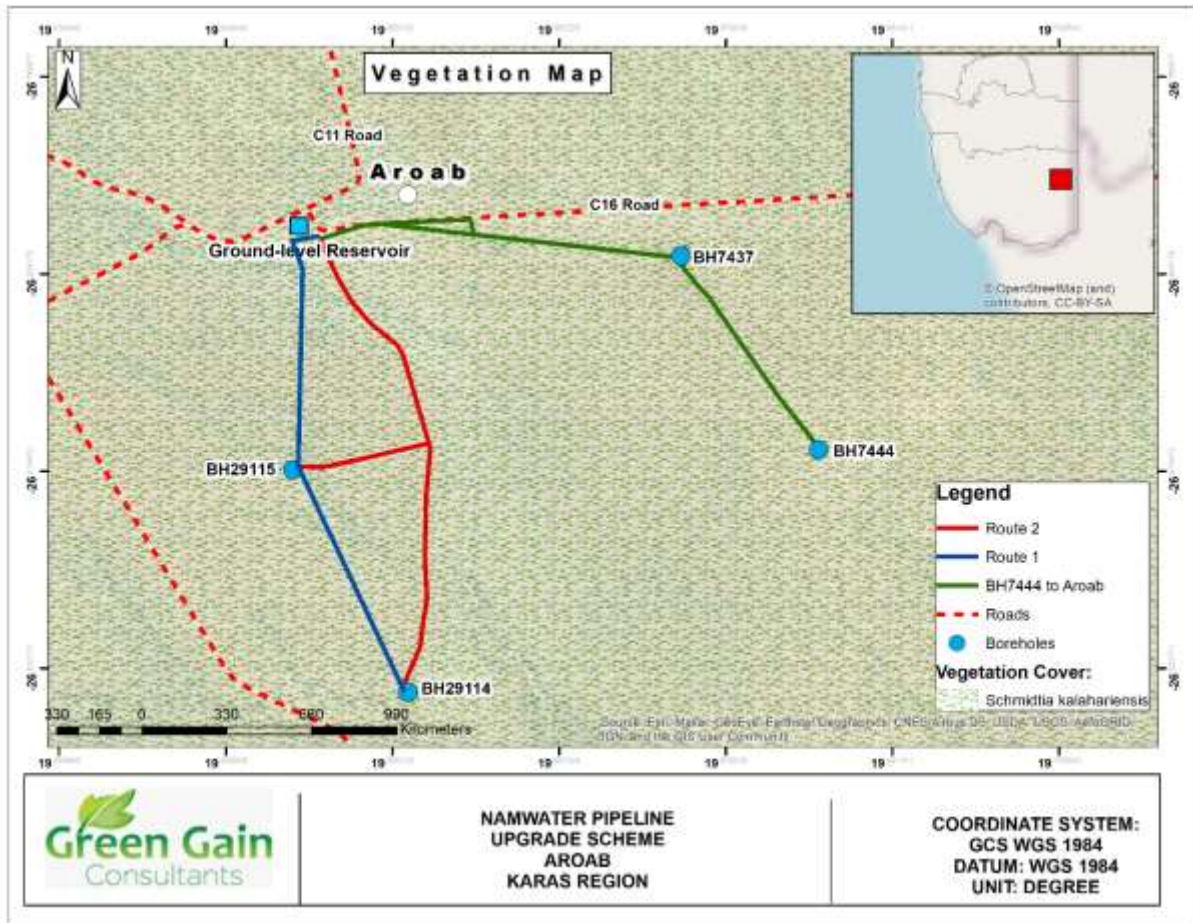 19 19 19 19 19 19 19
N
Vegetation Map
C11 Road
Aroab
C16 Road
Ground-level Reservoir
BH7437
BH7444
BH29115
BH29114
© OpenStreetMap (and)
contributors, CC-BY-SA
-26 -26 -26 -26
-26 -26 -26 -26
Legend
Route 2
Route 1
BH7444 to Aroab
Roads
Boreholes
Vegetation Cover:
Schmidtia kalahariensis
330 165 0 330 660 990
Kilometers
19 19 19 19 19 19 19
Green Gain
Consultants
NAMWATER PIPELINE
UPGRADE SCHEME
AROAB
KARAS REGION
COORDINATE SYSTEM:
GCS WGS 1984
DATUM: WGS 1984
UNIT: DEGREE